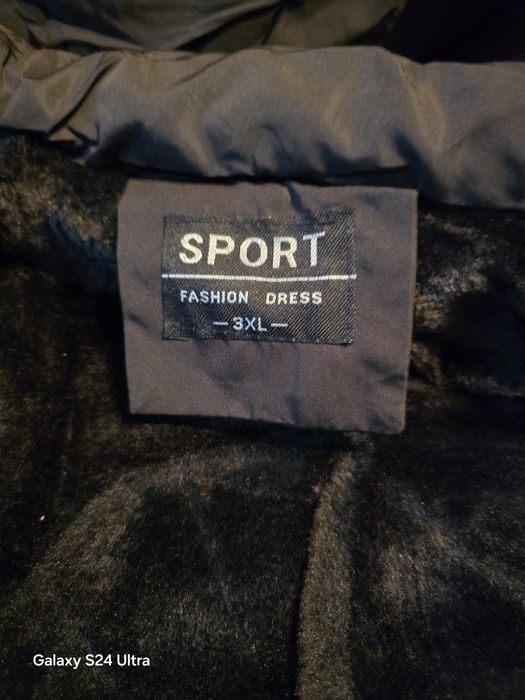 SPORT
FASHION DRESS
—3XL—
Galaxy S24 Ultra